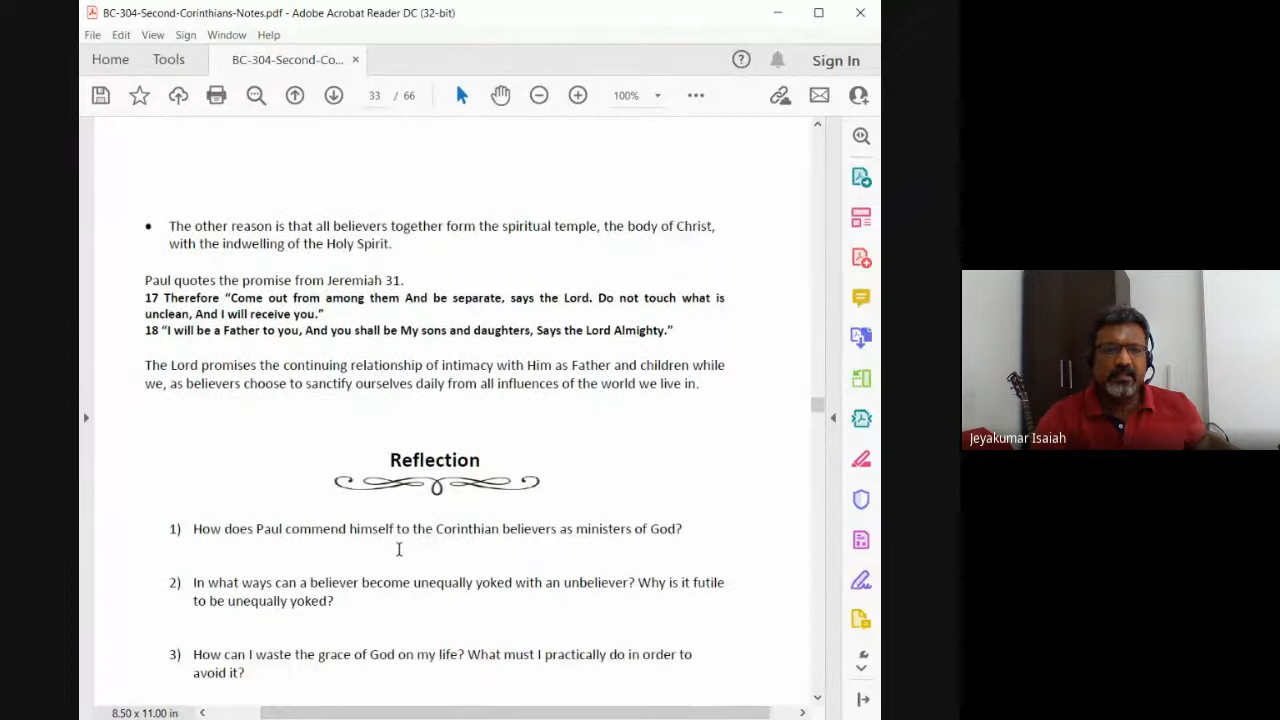 BC-304-Second-Corinthians-Notes.pdf - Adobe Acrobat Reader DC (32-bit)
File Edit View Sign Window Help
Home Tools BC-304-Second-Co... × Sign In
33 / 66 100%
• The other reason is that all believers together form the spiritual temple, the body of Christ,
with the indwelling of the Holy Spirit.
Paul quotes the promise from Jeremiah 31.
17 Therefore “Come out from among them And be separate, says the Lord. Do not touch what is
unclean, And I will receive you.”
18 “I will be a Father to you, And you shall be My sons and daughters, Says the Lord Almighty.”
The Lord promises the continuing relationship of intimacy with Him as Father and children while
we, as believers choose to sanctify ourselves daily from all influences of the world we live in.
Reflection
1) How does Paul commend himself to the Corinthian believers as ministers of God?
2) In what ways can a believer become unequally yoked with an unbeliever? Why is it futile
to be unequally yoked?
3) How can I waste the grace of God on my life? What must I practically do in order to
avoid it?
8.50 x 11.00 in
Jeyakumar Isaiah